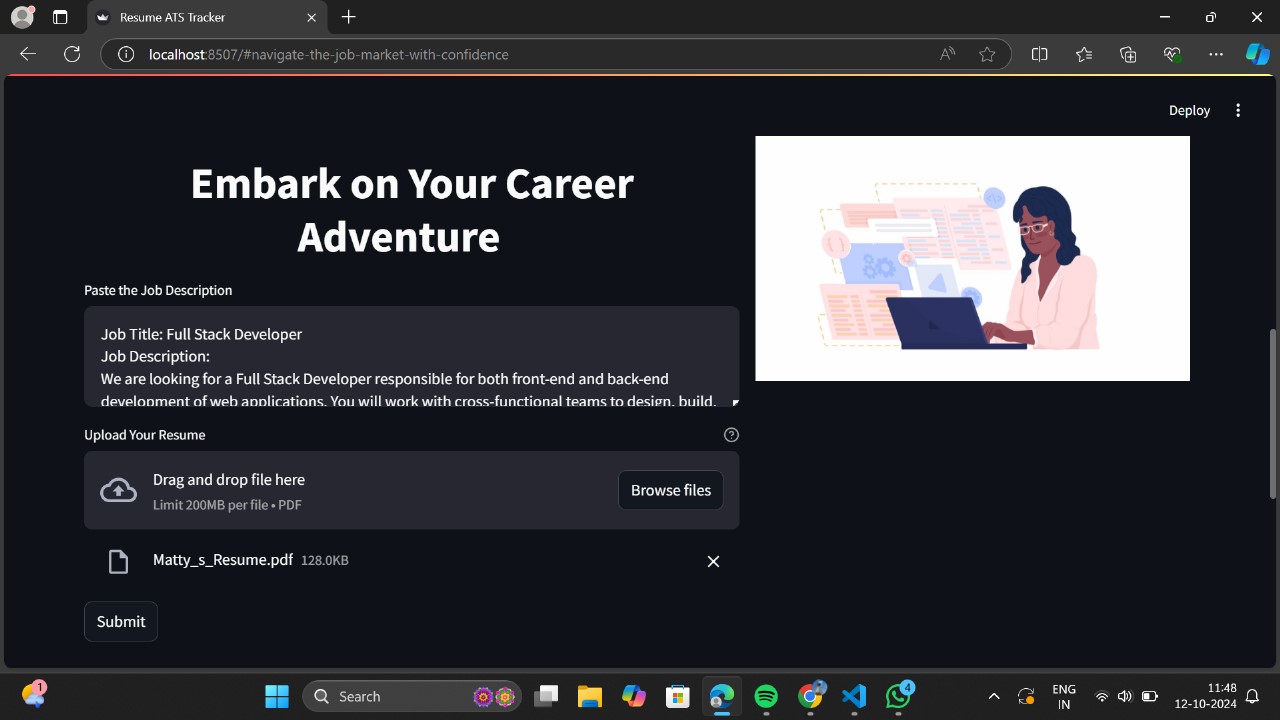 Resume ATS Tracker
localhost:8507/#navigate-the-job-market-with-confidence
Deploy
Embark on Your Career
Adventure
Paste the Job Description
Job Title: Full Stack Developer
Job Description:
We are looking for a Full Stack Developer responsible for both front-end and back-end
development of web applications. You will work with cross-functional teams to design, build,
Upload Your Resume
Drag and drop file here
Limit 200MB per file • PDF
Browse files
Matty_s_Resume.pdf 128.0KB
Submit
1
Search
4
ENG
IN
11:48
12-10-2024